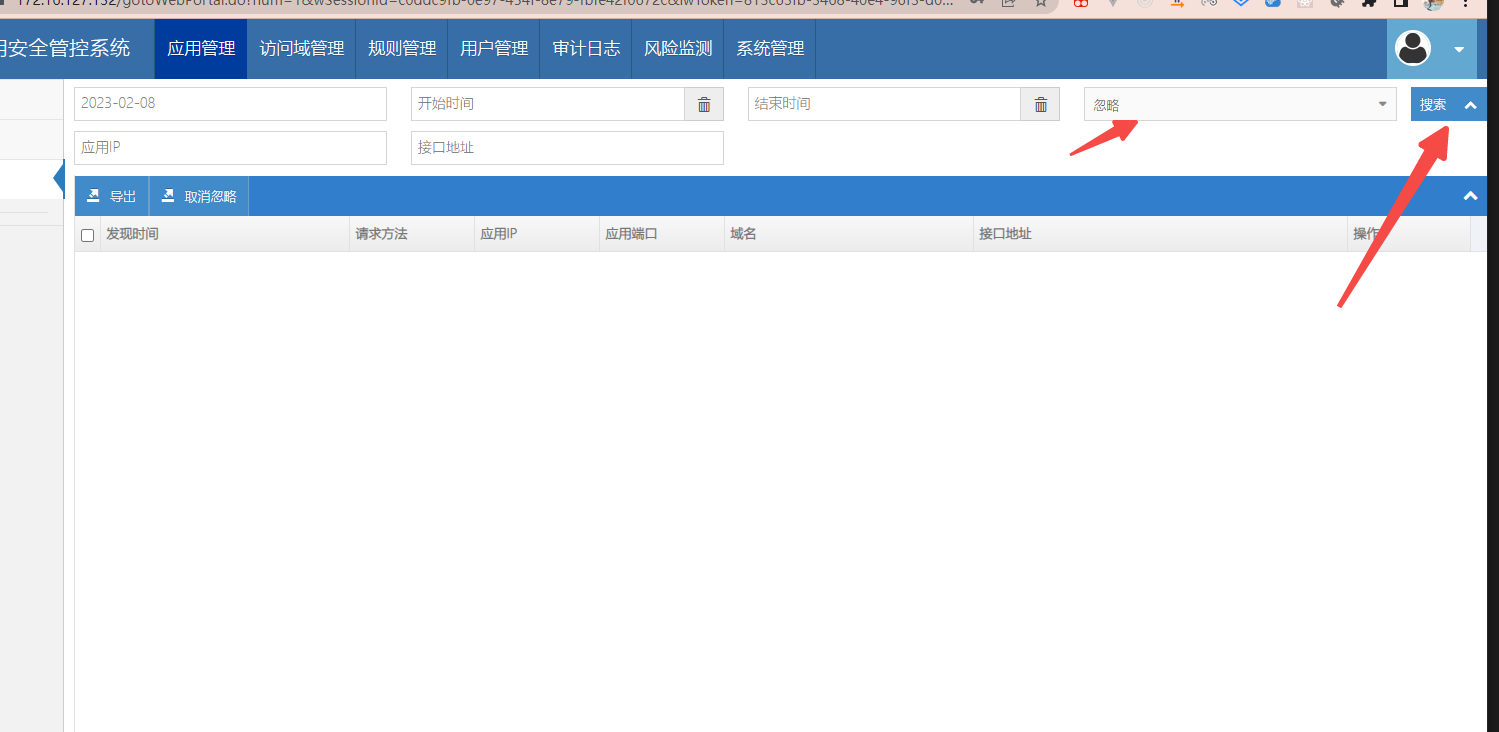 应用管理 访问域管理 规则管理 用户管理 审计日志 风险监测 系统管理
安全管控系统
2023-02-08 开始时间 结束时间 忽略 搜索
应用IP 接口地址
导出 取消忽略
发现时间 请求方法 应用IP 应用端口 域名 接口地址 操作